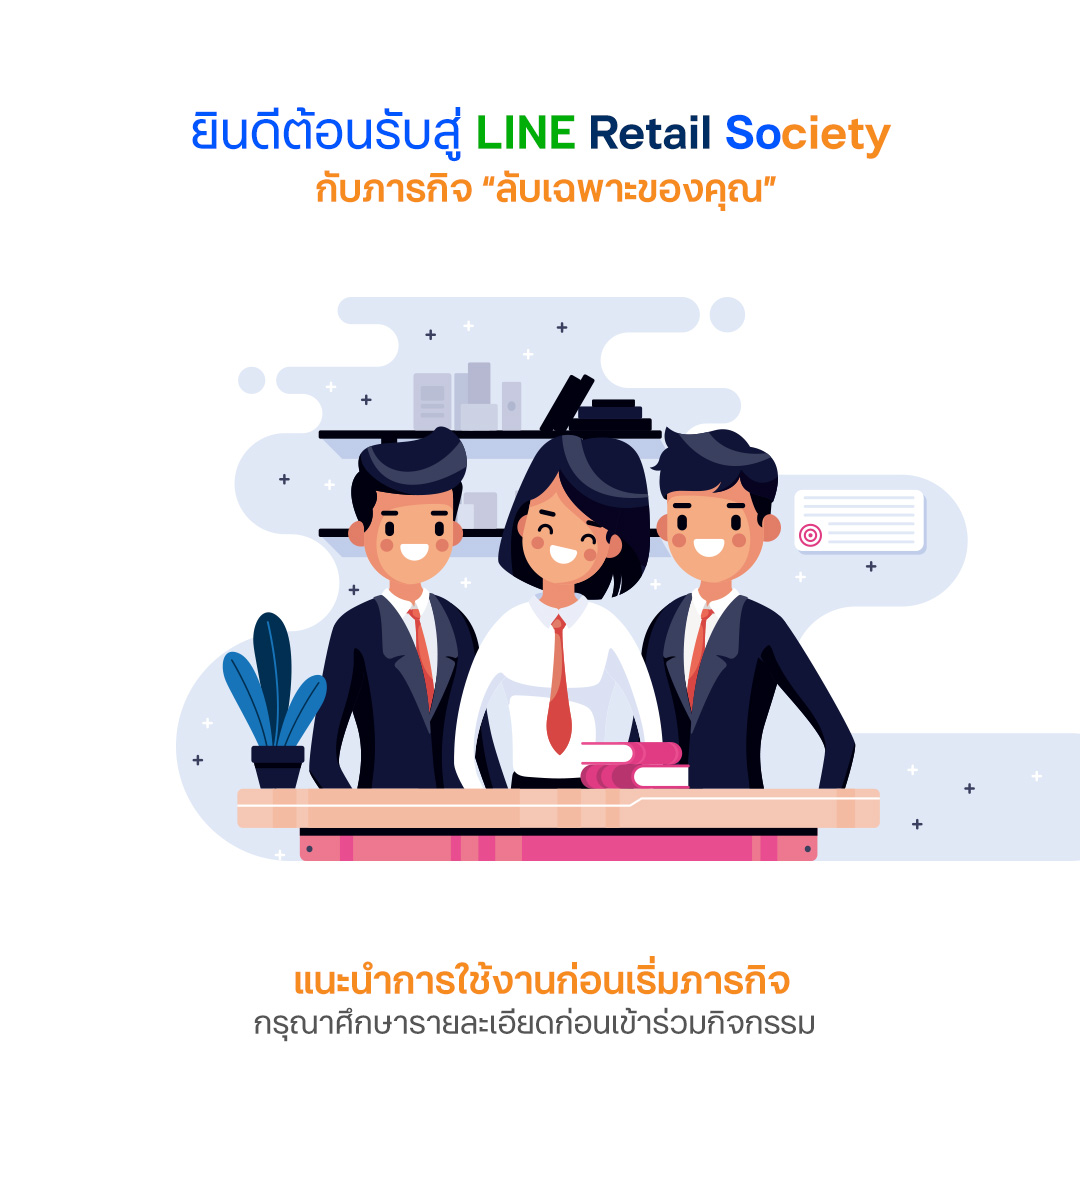 ยินดีต้อนรับสู่ LINE Retail Society
กับภารกิจ “ลับเฉพาะของคุณ”
แนะนำการใช้งานก่อนเริ่มภารกิจ
กรุณาศึกษารายละเอียดก่อนเข้าร่วมกิจกรรม